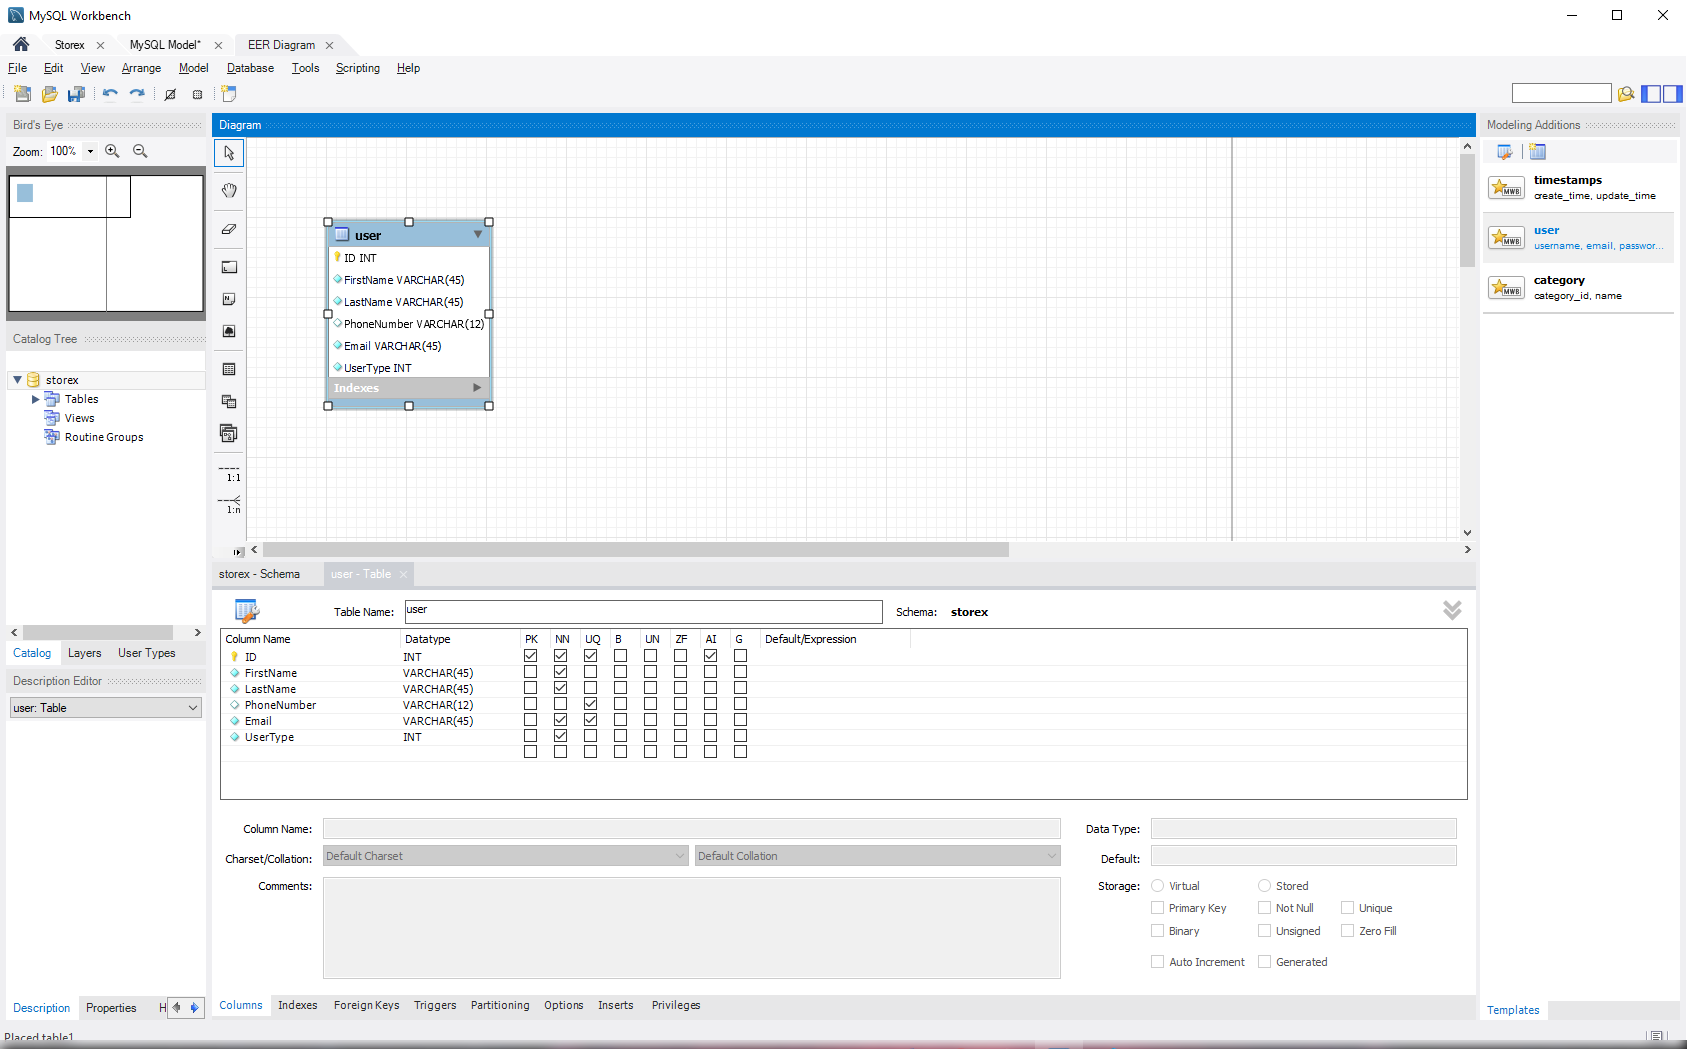 MySQL Workbench
Storex
MySQL Model*
EER Diagram
File Edit View Arrange Model Database Tools Scripting Help
Bird's Eye
Zoom: 100%
Catalog Tree
storex
Tables
Views
Routine Groups
Catalog Layers User Types
Description Editor
user: Table
Description Properties H
Diagram
1:1
1:n
user
ID INT
FirstName VARCHAR(45)
LastName VARCHAR(45)
PhoneNumber VARCHAR(12)
Email VARCHAR(45)
UserType INT
Indexes
Modeling Additions
timestamps
create_time, update_time
user
username, email, passwor...
category
category_id, name
Templates
storex - Schema
user - Table
Table Name: user Schema: storex
Column Name Datatype PK NN UQ B UN ZF AI G Default/Expression
ID INT
FirstName VARCHAR(45)
LastName VARCHAR(45)
PhoneNumber VARCHAR(12)
Email VARCHAR(45)
UserType INT
Column Name: Data Type:
Charset/Collation: Default Charset Default Collation Default:
Comments: Storage: Virtual Stored
Primary Key Not Null Unique
Binary Unsigned Zero Fill
Auto Increment Generated
Columns Indexes Foreign Keys Triggers Partitioning Options Inserts Privileges
Placed table1